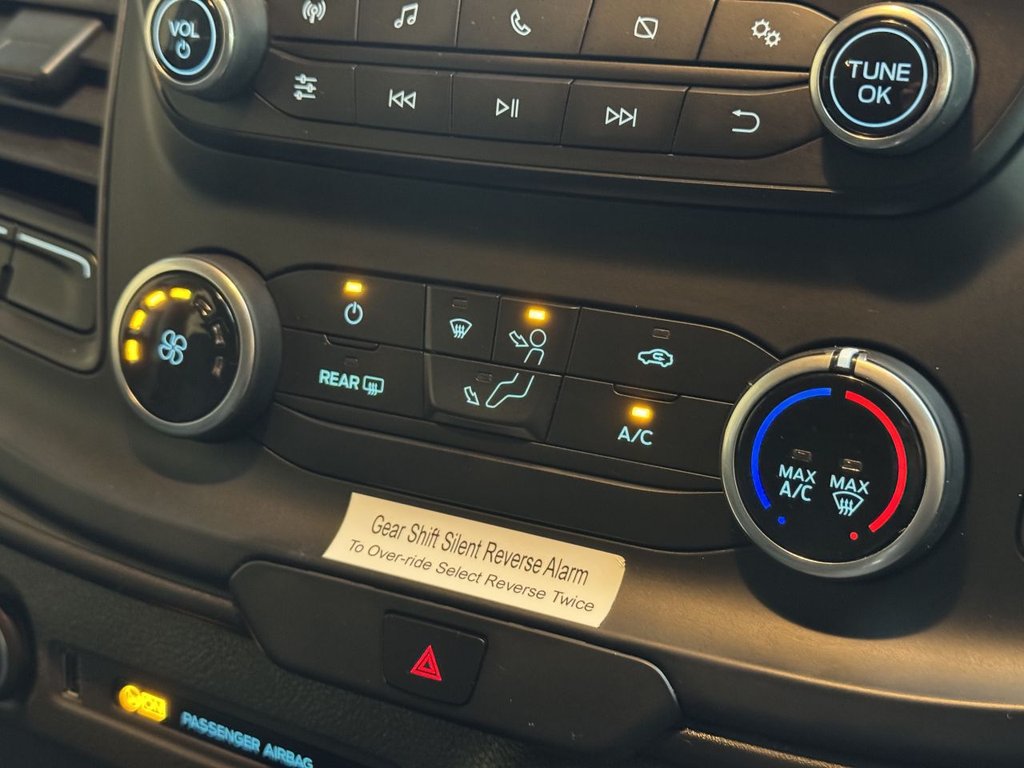 VOL
TUNE
OK
REAR
A/C
MAX
A/C
MAX
Gear Shift Silent Reverse Alarm
To Over-ride Select Reverse Twice
PASSENGER AIRBAG